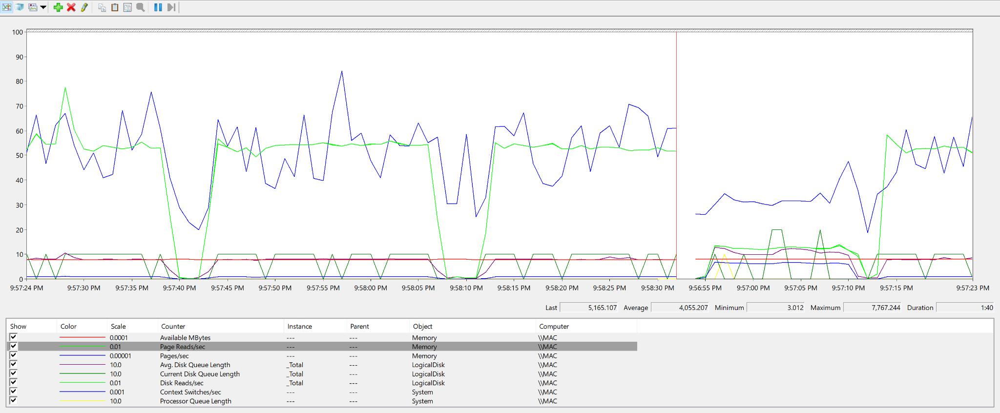 100
90
80
70
60
50
40
30
20
10
0
9:57:24 PM 9:57:30 PM 9:57:35 PM 9:57:40 PM 9:57:45 PM 9:57:50 PM 9:57:55 PM 9:58:00 PM 9:58:05 PM 9:58:10 PM 9:58:15 PM 9:58:20 PM 9:58:25 PM 9:58:30 PM 9:56:55 PM 9:57:00 PM 9:57:05 PM 9:57:10 PM 9:57:15 PM 9:57:23 PM
Last 5,165.107 Average 4,055.207 Minimum 3.012 Maximum 7,767.244 Duration 1:40
Show Color Scale Counter Instance Parent Object Computer
0.0001 Available MBytes --- --- Memory \\MAC
0.01 Page Reads/sec --- --- Memory \\MAC
0.00001 Pages/sec --- --- Memory \\MAC
10.0 Avg. Disk Queue Length _Total --- LogicalDisk \\MAC
10.0 Current Disk Queue Length _Total --- LogicalDisk \\MAC
0.01 Disk Reads/sec _Total --- LogicalDisk \\MAC
0.001 Context Switches/sec --- --- System \\MAC
10.0 Processor Queue Length --- --- System \\MAC